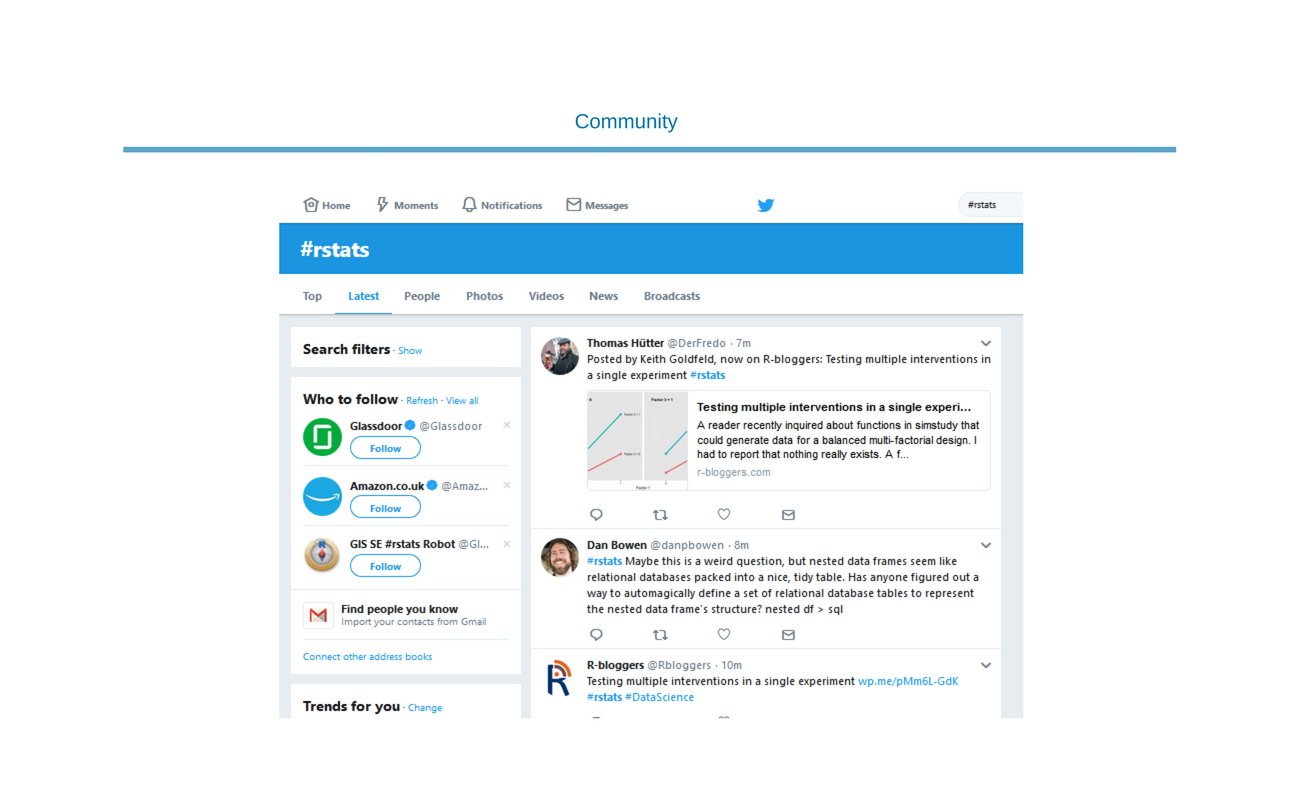 Community
Home Moments Notifications Messages #rstats
#rstats
Top Latest People Photos Videos News Broadcasts
Search filters · Show
Who to follow · Refresh · View all
Glassdoor @Glassdoor
Follow
Amazon.co.uk @Amaz...
Follow
GIS SE #rstats Robot @Gl...
Follow
Find people you know
Import your contacts from Gmail
Connect other address books
Trends for you · Change
Thomas Hütter @DerFredo · 7m
Posted by Keith Goldfeld, now on R-bloggers: Testing multiple interventions in
a single experiment #rstats
Factor 3 = 1
Factor 1
Testing multiple interventions in a single experi...
A reader recently inquired about functions in simstudy that
could generate data for a balanced multi-factorial design. I
had to report that nothing really exists. A f...
r-bloggers.com
Dan Bowen @danpbowen · 8m
#rstats Maybe this is a weird question, but nested data frames seem like
relational databases packed into a nice, tidy table. Has anyone figured out a
way to automagically define a set of relational database tables to represent
the nested data frame's structure? nested df > sql
R-bloggers @Rbloggers · 10m
Testing multiple interventions in a single experiment wp.me/pMm6L-GdK
#rstats #DataScience